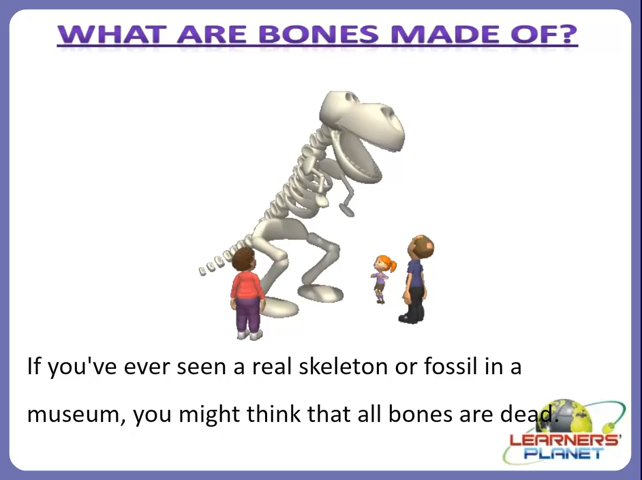 WHAT ARE BONES MADE OF?
If you've ever seen a real skeleton or fossil in a
museum, you might think that all bones are dead.
LEARNERS'
PLANET